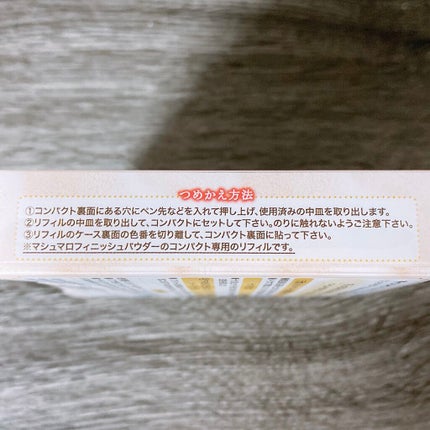 つめかえ方法
①コンパクト裏面にある穴にペン先などを入れて押し上げ、使用済みの中皿を取り出します。
②リフィルの中皿を取り出して、コンパクトにセットして下さい。のりに触れないようご注意下さい。
③リフィルのケース裏面の色番を切り離して、コンパクト裏面に貼って下さい。
※マシュマロフィニッシュパウダーのコンパクト専用のリフィルです。